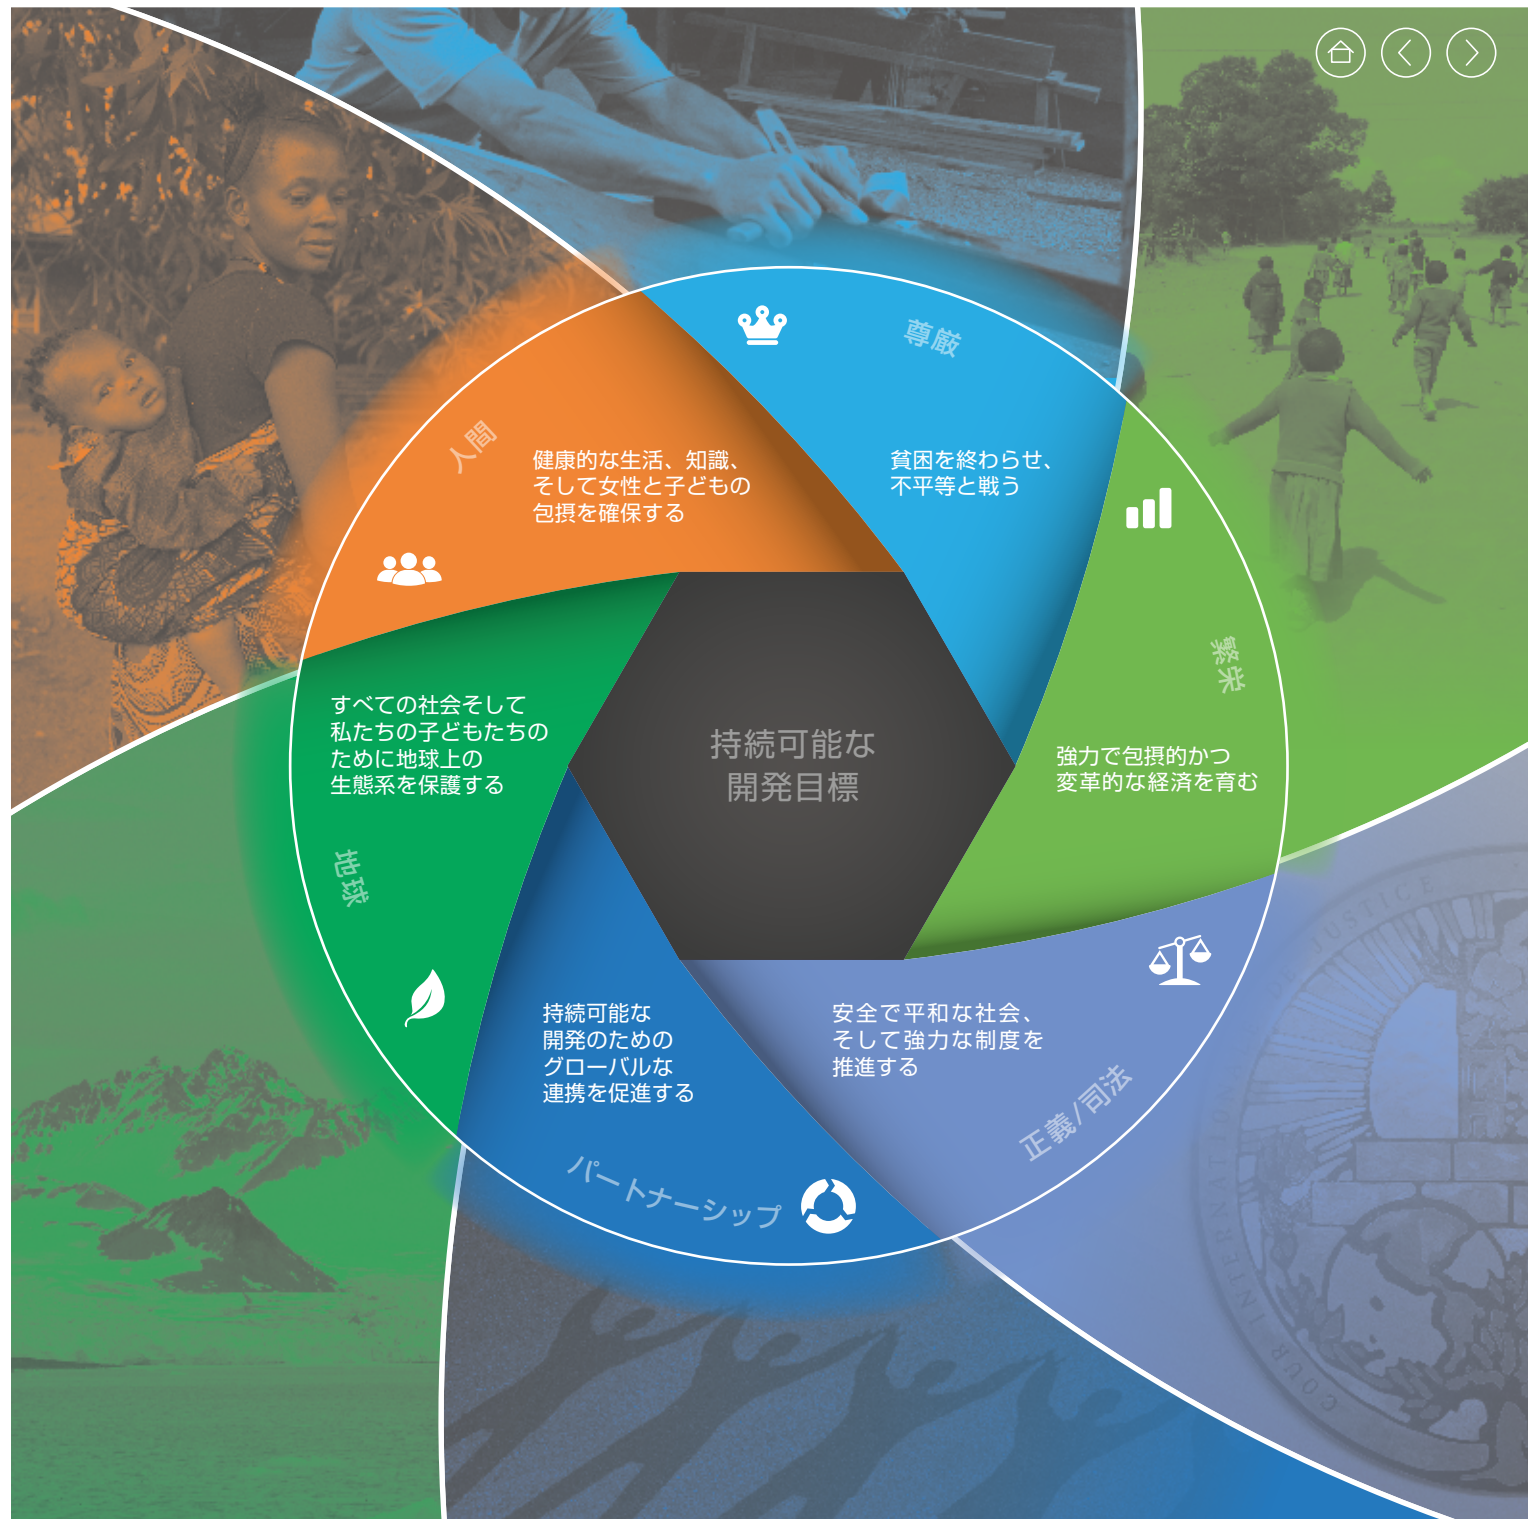 尊厳
貧困を終わらせ、
不平等と戦う
人間
健康的な生活、知識、
そして女性と子どもの
包摂を確保する
繁栄
強力で包摂的かつ
変革的な経済を育む
持続可能な
開発目標
すべての社会そして
私たちの子どもたちの
ために地球上の
生態系を保護する
地球
安全で平和な社会、
そして強力な制度を
推進する
正義/司法
持続可能な
開発のための
グローバルな
連携を促進する
パートナーシップ
COUR INTERNATION
JUSTICE